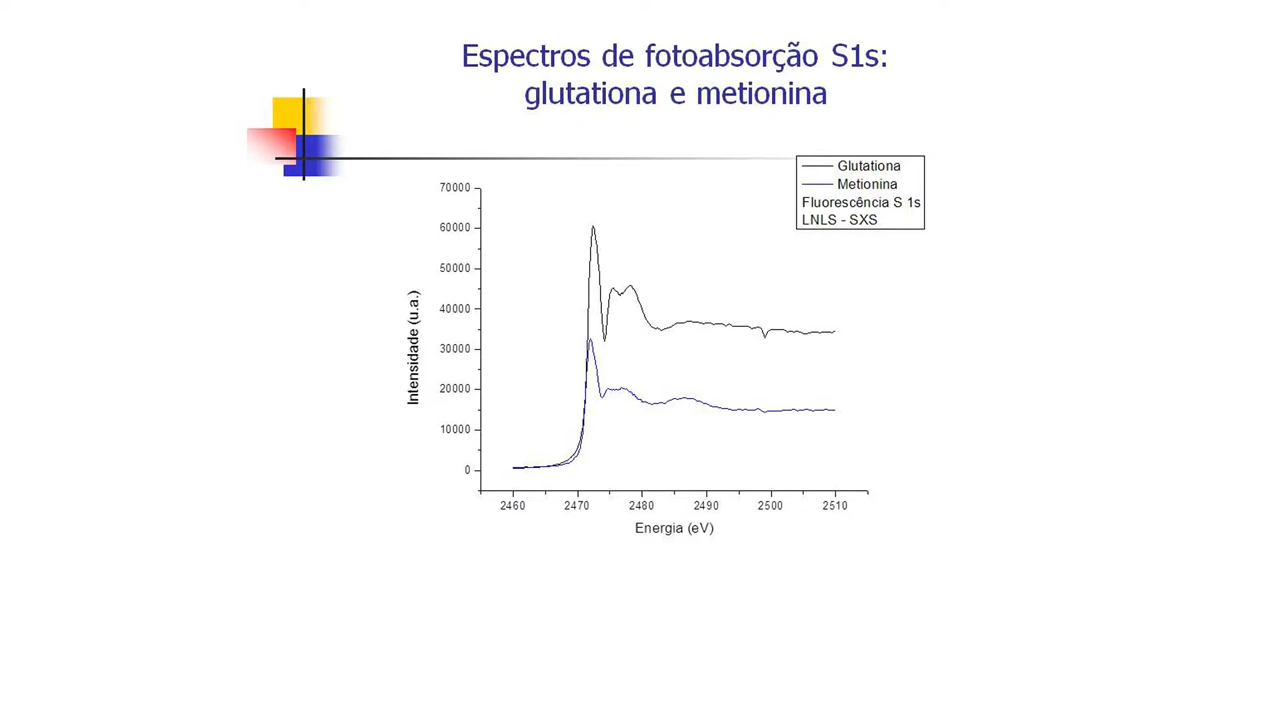 Espectros de fotoabsorção S1s:
glutationa e metionina
Glutationa
Metionina
Fluorescência S 1s
LNLS - SXS
70000
60000
50000
40000
30000
20000
10000
0
Intensidade (u.a.)
2460 2470 2480 2490 2500 2510
Energia (eV)